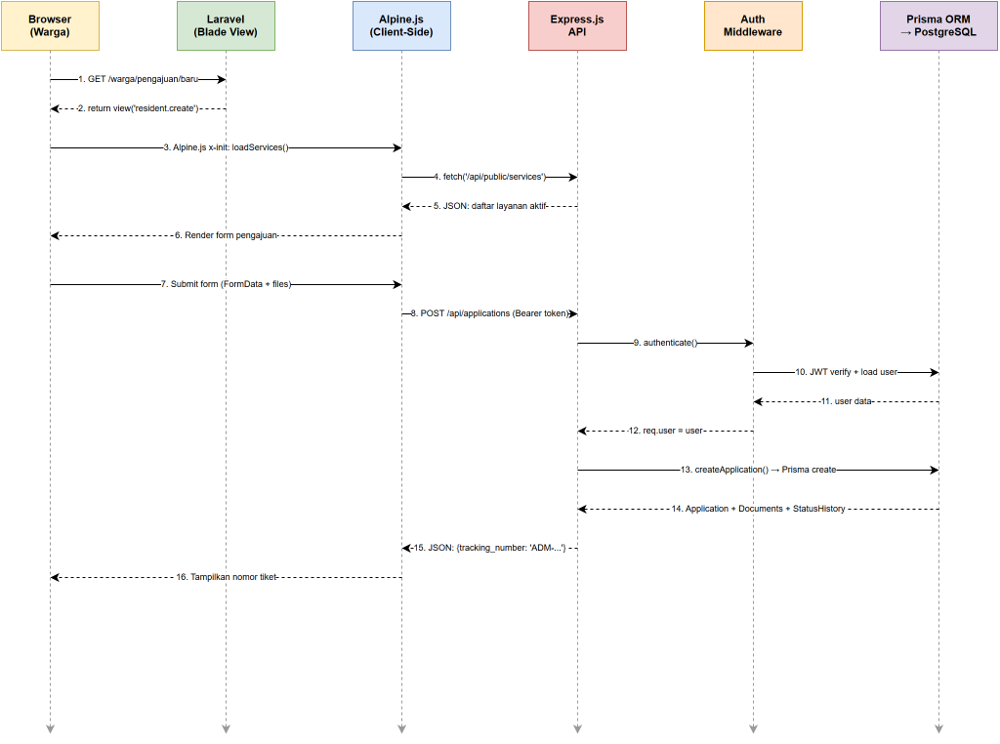 Browser
(Warga)
Laravel
(Blade View)
Alpine.js
(Client-Side)
Express.js
API
Auth
Middleware
Prisma ORM
→ PostgreSQL
1. GET /warga/pengajuan/baru
2. return view('resident.create')
3. Alpine.js x-init: loadServices()
4. fetch('/api/public/services')
5. JSON: daftar layanan aktif
6. Render form pengajuan
7. Submit form (FormData + files)
8. POST /api/applications (Bearer token)
9. authenticate()
10. JWT verify + load user
11. user data
12. req.user = user
13. createApplication() → Prisma create
14. Application + Documents + StatusHistory
15. JSON: {tracking_number: 'ADM-...'}
16. Tampilkan nomor tiket